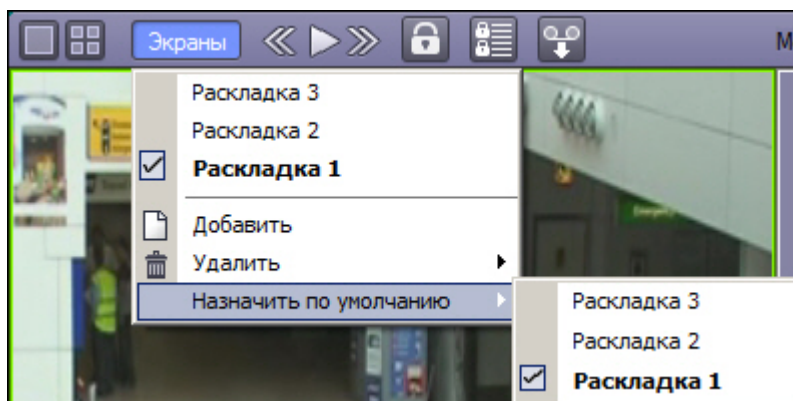 Экраны
М
Раскладка 3
Раскладка 2
Раскладка 1
Добавить
Удалить
Назначить по умолчанию
Раскладка 3
Раскладка 2
Раскладка 1